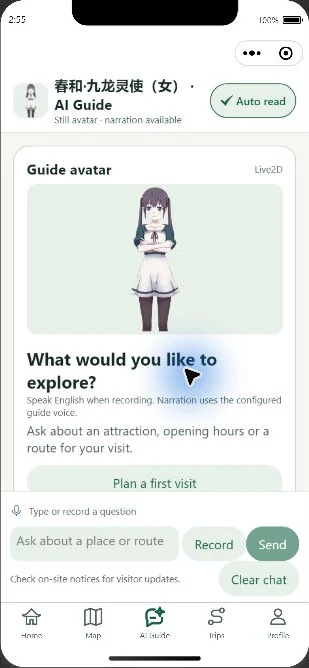 2:55
100%
春和·九龙灵使（女） ·
AI Guide
Still avatar · narration available
Auto read
Guide avatar
Live2D
What would you like to
explore?
Speak English when recording. Narration uses the configured
guide voice.
Ask about an attraction, opening hours or a
route for your visit.
Plan a first visit
Type or record a question
Ask about a place or route
Record
Send
Check on-site notices for visitor updates.
Clear chat
Home
Map
AI Guide
Trips
Profile